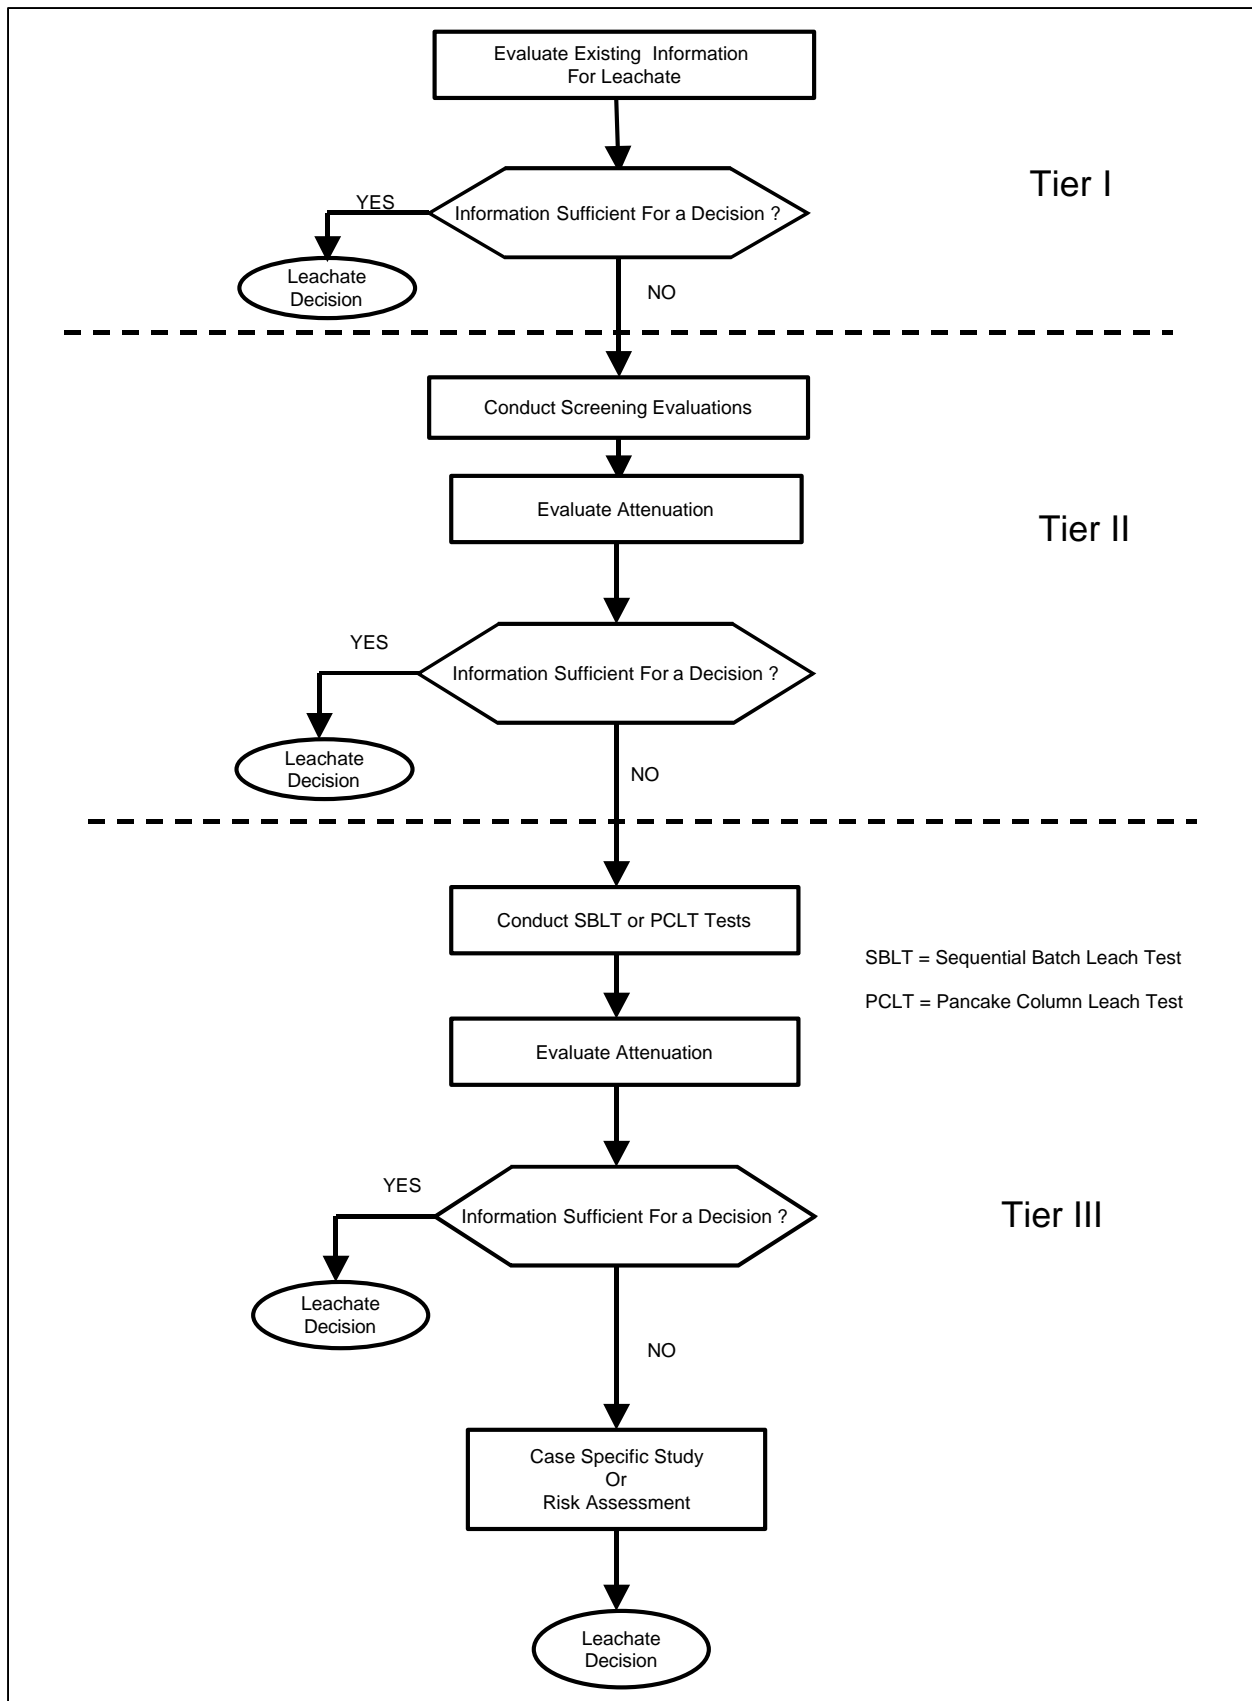 Evaluate Existing Information
For Leachate
Tier I
YES
Information Sufficient For a Decision ?
Leachate
Decision
NO
Conduct Screening Evaluations
Evaluate Attenuation
Tier II
YES
Information Sufficient For a Decision ?
Leachate
Decision
NO
Conduct SBLT or PCLT Tests
SBLT = Sequential Batch Leach Test
PCLT = Pancake Column Leach Test
Evaluate Attenuation
YES
Information Sufficient For a Decision ?
Tier III
Leachate
Decision
NO
Case Specific Study
Or
Risk Assessment
Leachate
Decision